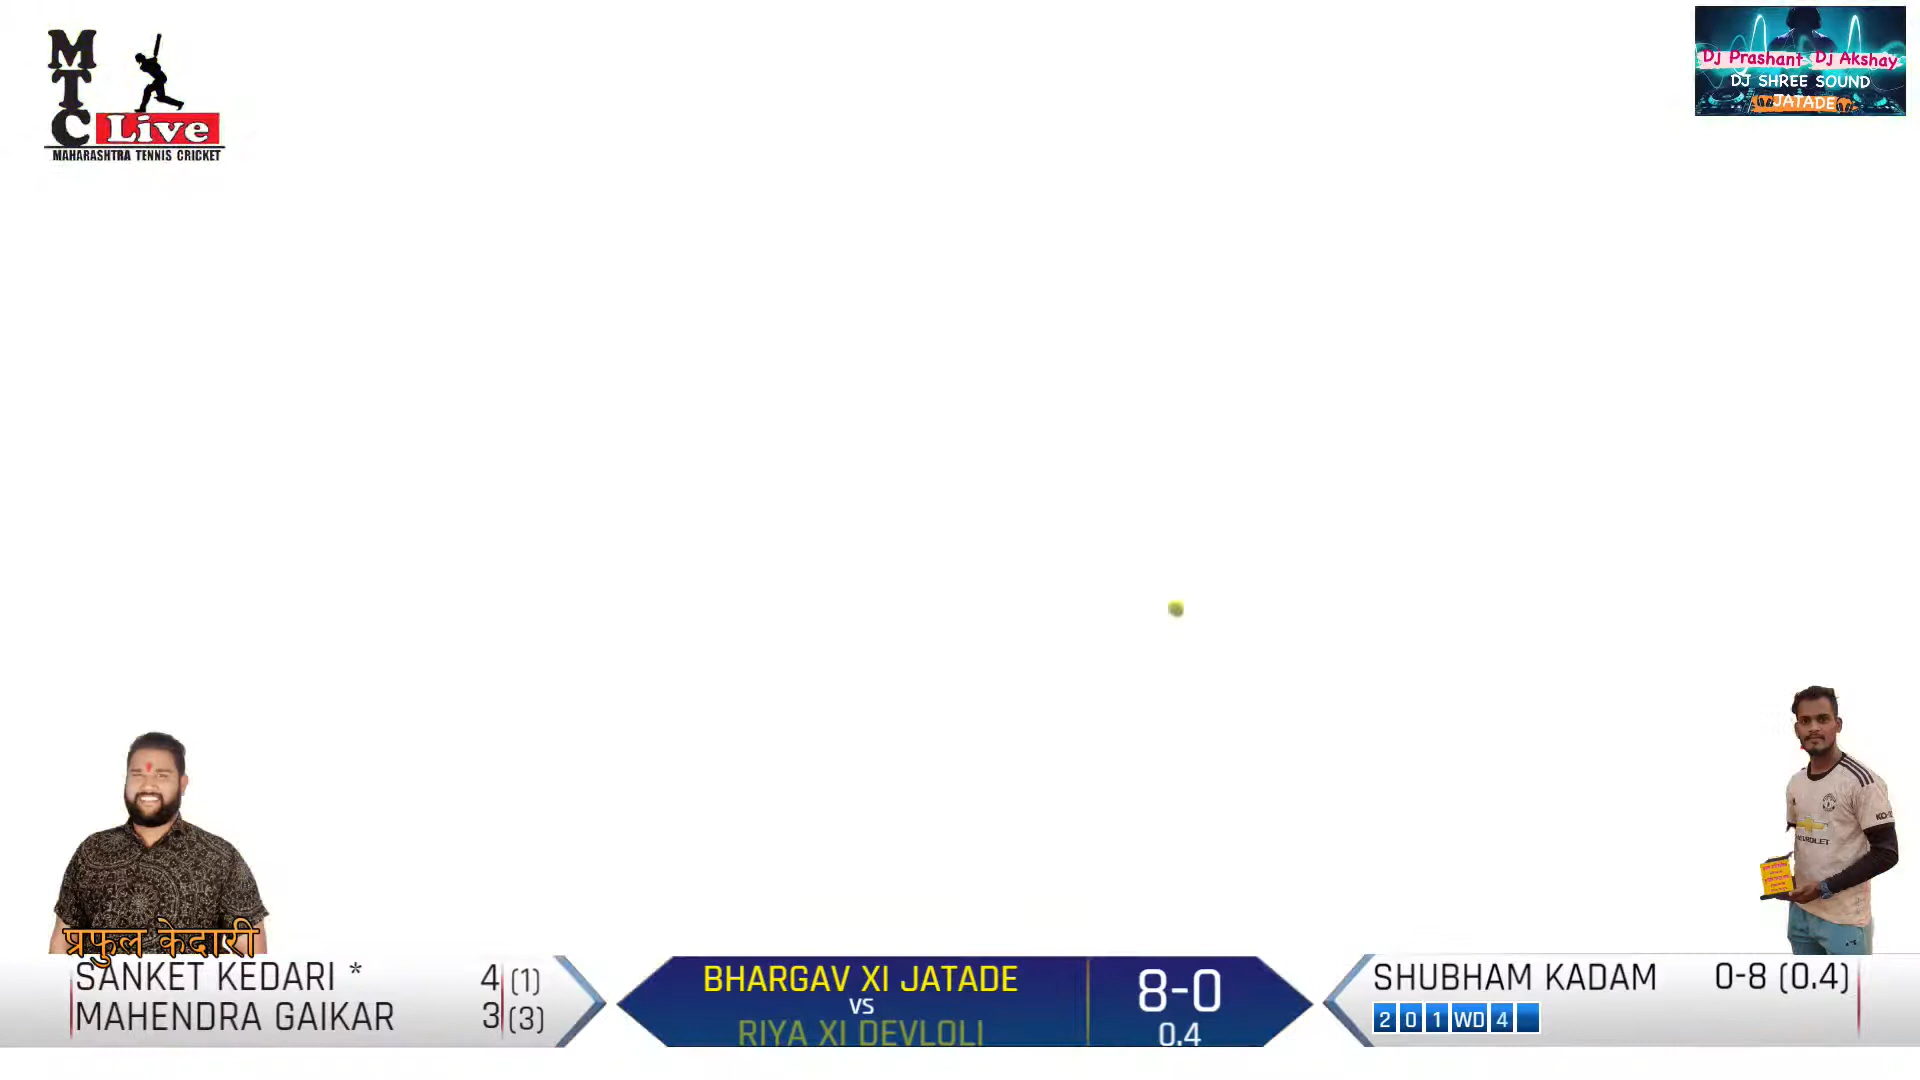 M
T
C Live
MAHARASHTRA TENNIS CRICKET
Dj Prashant Dj Akshay
DJ SHREE SOUND
JATADE
CHEVROLET
प्रफुल केदारी
SANKET KEDARI * 4 (1)
MAHENDRA GAIKAR 3 (3)
BHARGAV XI JATADE
VS
RIYA XI DEVLOLI
8-0
0.4
SHUBHAM KADAM 0-8 (0.4)
2 0 1 WD 4